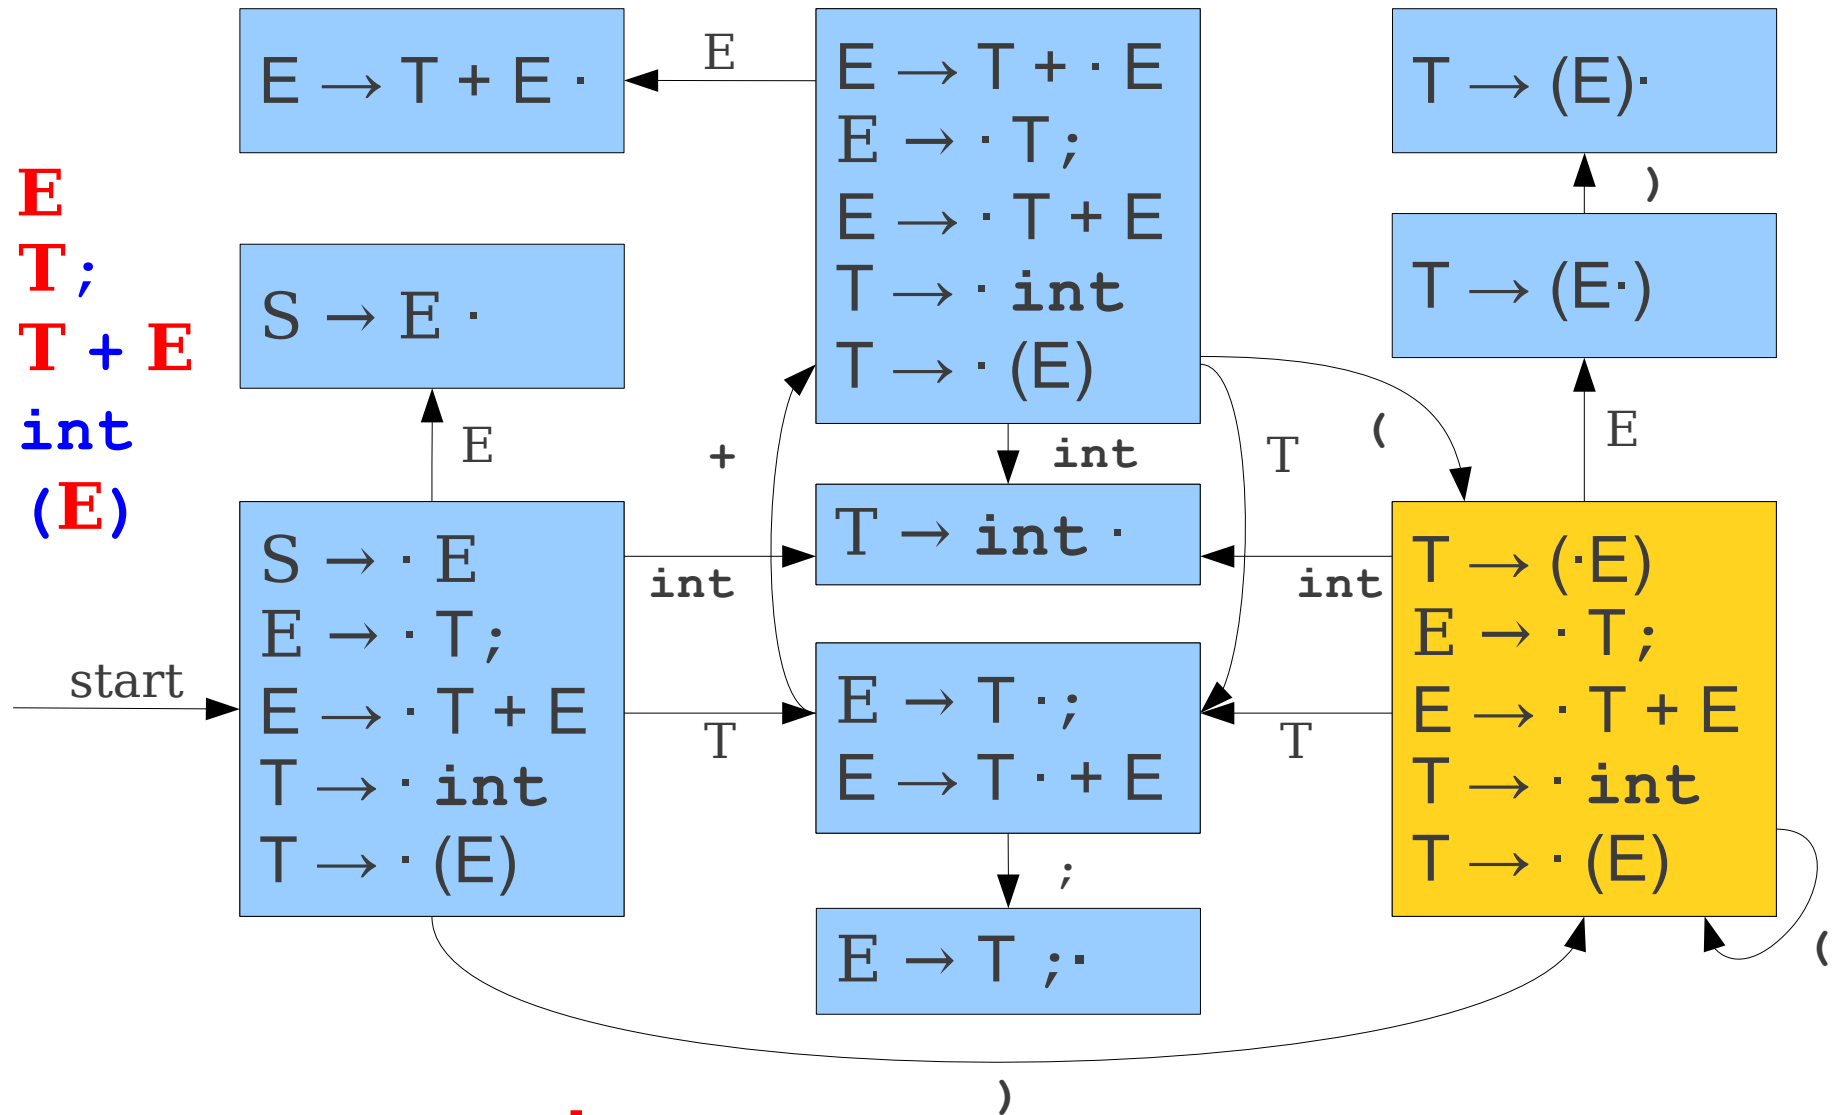 E
T ;
T + E
int
(E)
E → T + E ·
E
E → T + · E
E → · T ;
E → · T + E
T → · int
T → · (E)
T → (E)·
)
T → (E·)
S → E ·
E
+
int
T
(
E
T → int ·
int
int
start
S → · E
E → · T ;
E → · T + E
T → · int
T → · (E)
T
E → T · ;
E → T · + E
T
T → (·E)
E → · T ;
E → · T + E
T → · int
T → · (E)
;
E → T ;·
(
)